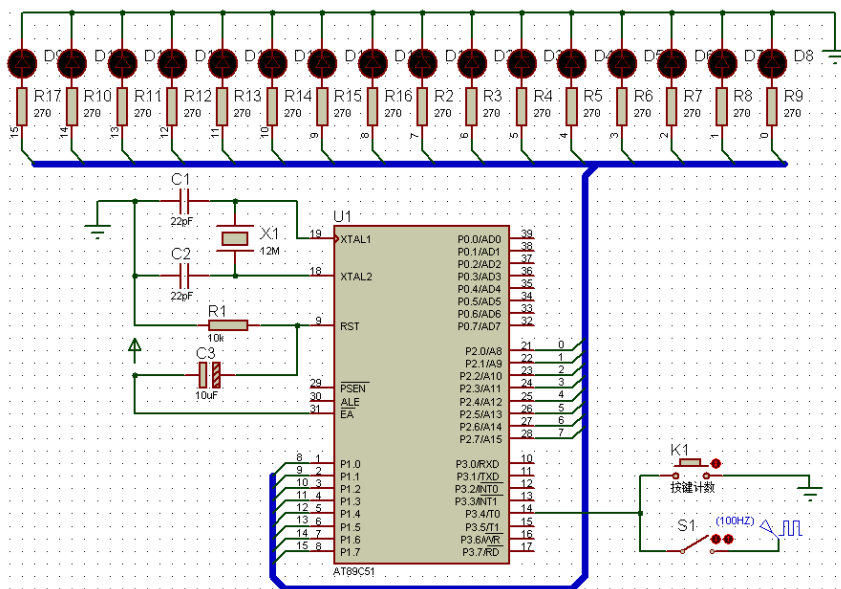 D9 D1 D1 D1 D1 D1 D1 D1 D1 D2 D3 D4 D5 D6 D7 D8
R17 R10 R11 R12 R13 R14 R15 R16 R2 R3 R4 R5 R6 R7 R8 R9
270 270 270 270 270 270 270 270 270 270 270 270 270 270 270 270
15 14 13 12 11 10 9 8 7 6 5 4 3 2 1 0
C1
22pF
X1
12M
C2
22pF
R1
10k
C3
10uF
U1
19 XTAL1 P0.0/AD0 39
P0.1/AD1 38
P0.2/AD2 37
18 XTAL2 P0.3/AD3 36
P0.4/AD4 35
P0.5/AD5 34
P0.6/AD6 33
9 RST P0.7/AD7 32
P2.0/A8 21 0
P2.1/A9 22 1
P2.2/A10 23 2
29 PSEN P2.3/A11 24 3
30 ALE P2.4/A12 25 4
31 EA P2.5/A13 26 5
P2.6/A14 27 6
P2.7/A15 28 7
8 1 P1.0 P3.0/RXD 10
9 2 P1.1 P3.1/TXD 11
10 3 P1.2 P3.2/INT0 12
11 4 P1.3 P3.3/INT1 13
12 5 P1.4 P3.4/T0 14
13 6 P1.5 P3.5/T1 15
14 7 P1.6 P3.6/WR 16
15 8 P1.7 P3.7/RD 17
AT89C51
K1
按键计数
S1
(100HZ)